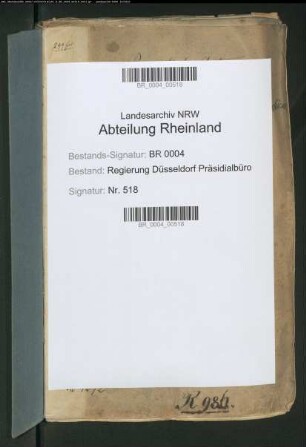 BR_0004_00518
Landesarchiv NRW
Abteilung Rheinland
Bestands-Signatur: BR 0004
Bestand: Regierung Düsseldorf Präsidialbüro
Signatur: Nr. 518
BR_0004_00518
K 986.